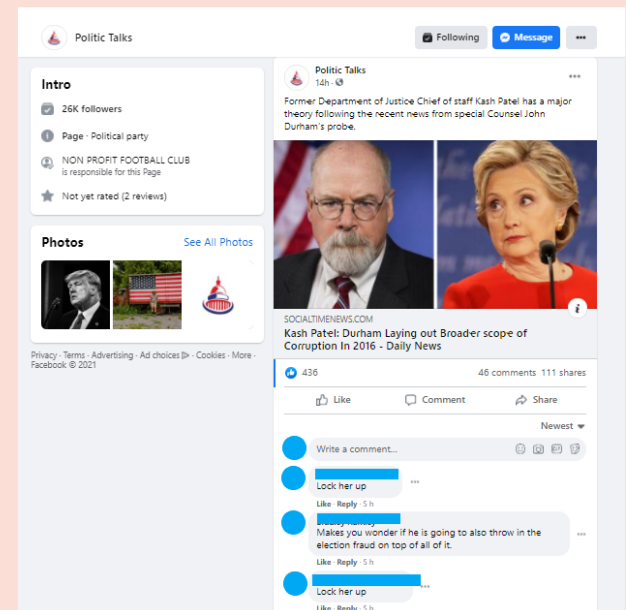 Politic Talks
Following
Message
Intro
26K followers
Page · Political party
NON PROFIT FOOTBALL CLUB
is responsible for this Page
Not yet rated (2 reviews)
Photos
See All Photos
Privacy · Terms · Advertising · Ad choices · Cookies · More ·
Facebook © 2021
Politic Talks
14h ·
Former Department of Justice Chief of staff Kash Patel has a major
theory following the recent news from special Counsel John
Durham's probe.
SOCIALTIMENEWS.COM
Kash Patel: Durham Laying out Broader scope of
Corruption In 2016 - Daily News
436
46 comments 111 shares
Like
Comment
Share
Newest
Write a comment...
Lock her up
Like · Reply · 5 h
Makes you wonder if he is going to also throw in the
election fraud on top of all of it.
Like · Reply · 5 h
Lock her up
Like · Reply · 5 h